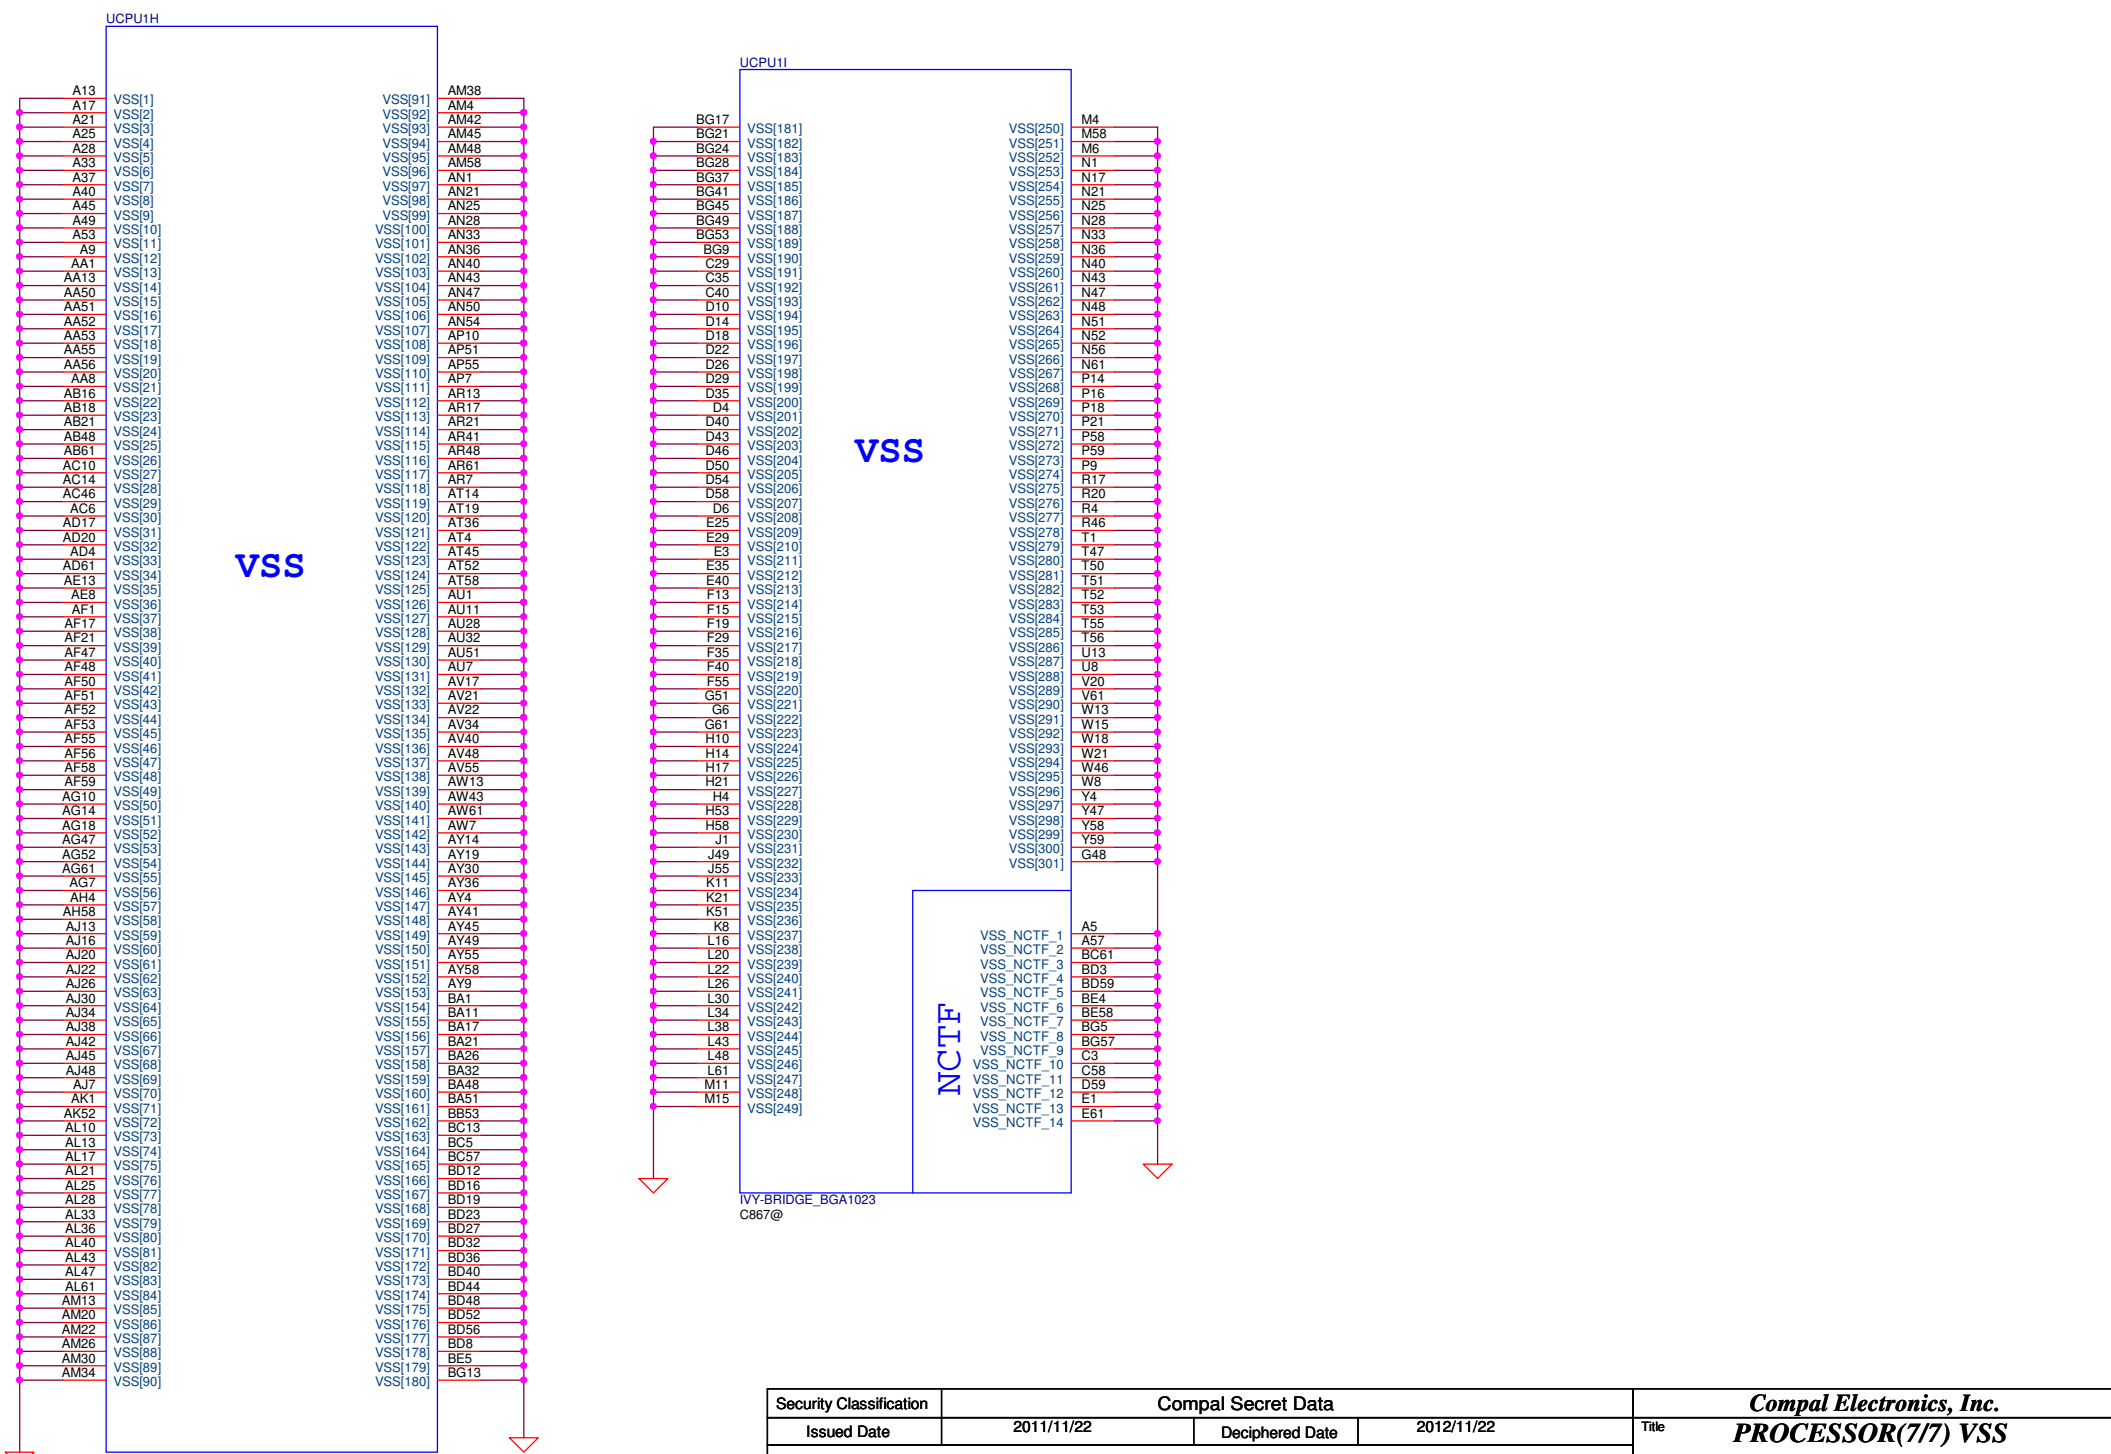 UCPU1H
A13 VSS[1] VSS[91] AM38
A17 VSS[2] VSS[92] AM4
A21 VSS[3] VSS[93] AM42
A25 VSS[4] VSS[94] AM45
A28 VSS[5] VSS[95] AM48
A33 VSS[6] VSS[96] AM58
A37 VSS[7] VSS[97] AN1
A40 VSS[8] VSS[98] AN21
A45 VSS[9] VSS[99] AN25
A49 VSS[10] VSS[100] AN28
A53 VSS[11] VSS[101] AN33
A9 VSS[12] VSS[102] AN36
AA1 VSS[13] VSS[103] AN40
AA13 VSS[14] VSS[104] AN43
AA50 VSS[15] VSS[105] AN47
AA51 VSS[16] VSS[106] AN50
AA52 VSS[17] VSS[107] AN54
AA53 VSS[18] VSS[108] AP10
AA55 VSS[19] VSS[109] AP51
AA56 VSS[20] VSS[110] AP55
AA8 VSS[21] VSS[111] AP7
AB16 VSS[22] VSS[112] AR13
AB18 VSS[23] VSS[113] AR17
AB21 VSS[24] VSS[114] AR21
AB48 VSS[25] VSS[115] AR41
AB61 VSS[26] VSS[116] AR48
AC10 VSS[27] VSS[117] AR61
AC14 VSS[28] VSS[118] AR7
AC46 VSS[29] VSS[119] AT14
AC6 VSS[30] VSS[120] AT19
AD17 VSS[31] VSS[121] AT36
AD20 VSS[32] VSS[122] AT4
AD4 VSS[33] VSS[123] AT45
AD61 VSS[34] VSS[124] AT52
AE13 VSS[35] VSS[125] AT58
AE8 VSS[36] VSS[126] AU1
AF1 VSS[37] VSS[127] AU11
AF17 VSS[38] VSS[128] AU28
AF21 VSS[39] VSS[129] AU32
AF47 VSS[40] VSS[130] AU51
AF48 VSS[41] VSS[131] AU7
AF50 VSS[42] VSS[132] AV17
AF51 VSS[43] VSS[133] AV21
AF52 VSS[44] VSS[134] AV22
AF53 VSS[45] VSS[135] AV34
AF55 VSS[46] VSS[136] AV40
AF56 VSS[47] VSS[137] AV48
AF58 VSS[48] VSS[138] AV55
AF59 VSS[49] VSS[139] AW13
AG10 VSS[50] VSS[140] AW43
AG14 VSS[51] VSS[141] AW61
AG18 VSS[52] VSS[142] AW7
AG47 VSS[53] VSS[143] AY14
AG52 VSS[54] VSS[144] AY19
AG61 VSS[55] VSS[145] AY30
AG7 VSS[56] VSS[146] AY36
AH4 VSS[57] VSS[147] AY4
AH58 VSS[58] VSS[148] AY41
AJ13 VSS[59] VSS[149] AY45
AJ16 VSS[60] VSS[150] AY49
AJ20 VSS[61] VSS[151] AY55
AJ22 VSS[62] VSS[152] AY58
AJ26 VSS[63] VSS[153] AY9
AJ30 VSS[64] VSS[154] BA1
AJ34 VSS[65] VSS[155] BA11
AJ38 VSS[66] VSS[156] BA17
AJ42 VSS[67] VSS[157] BA21
AJ45 VSS[68] VSS[158] BA26
AJ48 VSS[69] VSS[159] BA32
AJ7 VSS[70] VSS[160] BA48
AK1 VSS[71] VSS[161] BA51
AK52 VSS[72] VSS[162] BB53
AL10 VSS[73] VSS[163] BC13
AL13 VSS[74] VSS[164] BC5
AL17 VSS[75] VSS[165] BC57
AL21 VSS[76] VSS[166] BD12
AL25 VSS[77] VSS[167] BD16
AL28 VSS[78] VSS[168] BD19
AL33 VSS[79] VSS[169] BD23
AL36 VSS[80] VSS[170] BD27
AL40 VSS[81] VSS[171] BD32
AL43 VSS[82] VSS[172] BD36
AL47 VSS[83] VSS[173] BD40
AL61 VSS[84] VSS[174] BD44
AM13 VSS[85] VSS[175] BD48
AM20 VSS[86] VSS[176] BD52
AM22 VSS[87] VSS[177] BD56
AM26 VSS[88] VSS[178] BD8
AM30 VSS[89] VSS[179] BE5
AM34 VSS[90] VSS[180] BG13
VSS
UCPU1I
BG17 VSS[181] VSS[250] M4
BG21 VSS[182] VSS[251] M58
BG24 VSS[183] VSS[252] M6
BG28 VSS[184] VSS[253] N1
BG37 VSS[185] VSS[254] N17
BG41 VSS[186] VSS[255] N21
BG45 VSS[187] VSS[256] N25
BG49 VSS[188] VSS[257] N28
BG53 VSS[189] VSS[258] N33
BG9 VSS[190] VSS[259] N36
C29 VSS[191] VSS[260] N40
C35 VSS[192] VSS[261] N43
C40 VSS[193] VSS[262] N47
D10 VSS[194] VSS[263] N48
D14 VSS[195] VSS[264] N51
D18 VSS[196] VSS[265] N52
D22 VSS[197] VSS[266] N56
D26 VSS[198] VSS[267] N61
D29 VSS[199] VSS[268] P14
D35 VSS[200] VSS[269] P16
D4 VSS[201] VSS[270] P18
D40 VSS[202] VSS[271] P21
D43 VSS[203] VSS[272] P58
D46 VSS[204] VSS[273] P59
D50 VSS[205] VSS[274] P9
D54 VSS[206] VSS[275] R17
D58 VSS[207] VSS[276] R20
D6 VSS[208] VSS[277] R4
E25 VSS[209] VSS[278] R46
E29 VSS[210] VSS[279] T1
E3 VSS[211] VSS[280] T47
E35 VSS[212] VSS[281] T50
E40 VSS[213] VSS[282] T51
F13 VSS[214] VSS[283] T52
F15 VSS[215] VSS[284] T53
F19 VSS[216] VSS[285] T55
F29 VSS[217] VSS[286] T56
F35 VSS[218] VSS[287] U13
F40 VSS[219] VSS[288] U8
F55 VSS[220] VSS[289] V20
G51 VSS[221] VSS[290] V61
G6 VSS[222] VSS[291] W13
G61 VSS[223] VSS[292] W15
H10 VSS[224] VSS[293] W18
H14 VSS[225] VSS[294] W21
H17 VSS[226] VSS[295] W46
H21 VSS[227] VSS[296] W8
H4 VSS[228] VSS[297] Y4
H53 VSS[229] VSS[298] Y47
H58 VSS[230] VSS[299] Y58
J1 VSS[231] VSS[300] Y59
J49 VSS[232] VSS[301] G48
J55 VSS[233]
K11 VSS[234]
K21 VSS[235]
K51 VSS[236]
K8 VSS[237] VSS_NCTF_1 A5
L16 VSS[238] VSS_NCTF_2 A57
L20 VSS[239] VSS_NCTF_3 BC61
L22 VSS[240] VSS_NCTF_4 BD3
L26 VSS[241] VSS_NCTF_5 BD59
L30 VSS[242] VSS_NCTF_6 BE4
L34 VSS[243] VSS_NCTF_7 BE58
L38 VSS[244] VSS_NCTF_8 BG5
L43 VSS[245] VSS_NCTF_9 BG57
L48 VSS[246] VSS_NCTF_10 C3
L61 VSS[247] VSS_NCTF_11 C58
M11 VSS[248] VSS_NCTF_12 D59
M15 VSS[249] VSS_NCTF_13 E1
VSS_NCTF_14 E61
VSS
NCTF
IVY-BRIDGE_BGA1023
C867@
Security Classification Compal Secret Data Compal Electronics, Inc.
Issued Date 2011/11/22 Deciphered Date 2012/11/22 Title PROCESSOR(7/7) VSS